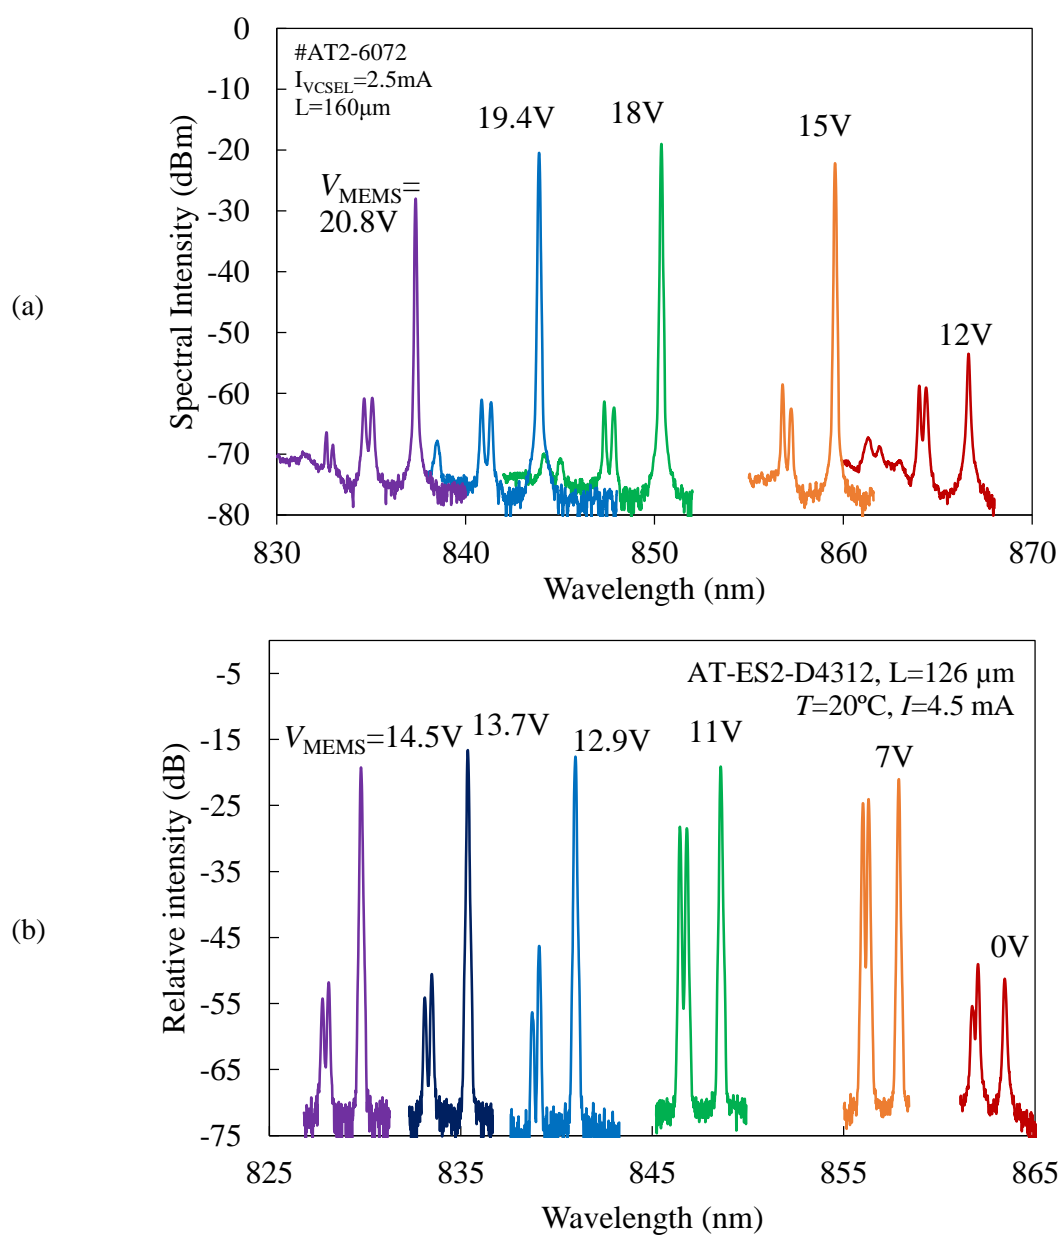 (a)
#AT2-6072
I_VCSEL=2.5mA
L=160μm
V_MEMS=
20.8V
19.4V
18V
15V
12V
Spectral Intensity (dBm)
0
-10
-20
-30
-40
-50
-60
-70
-80
830 840 850 860 870
Wavelength (nm)
(b)
AT-ES2-D4312, L=126 μm
T=20ºC, I=4.5 mA
V_MEMS=14.5V
13.7V
12.9V
11V
7V
0V
Relative intensity (dB)
-5
-15
-25
-35
-45
-55
-65
-75
825 835 845 855 865
Wavelength (nm)